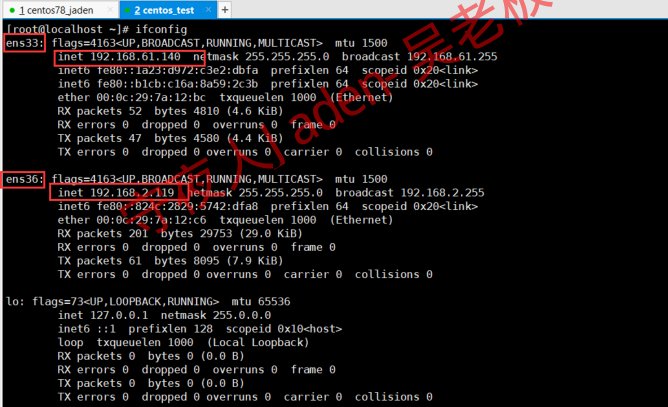 1 centos78_jaden
2 centos_test
[root@localhost ~]# ifconfig
ens33: flags=4163<UP,BROADCAST,RUNNING,MULTICAST>  mtu 1500
inet 192.168.61.140  netmask 255.255.255.0  broadcast 192.168.61.255
inet6 fe80::1a23:d972:c3e2:dbfa  prefixlen 64  scopeid 0x20<link>
inet6 fe80::b1cb:c16a:8a59:2c3b  prefixlen 64  scopeid 0x20<link>
ether 00:0c:29:7a:12:bc  txqueuelen 1000  (Ethernet)
RX packets 52  bytes 4810 (4.6 KiB)
RX errors 0  dropped 0  overruns 0  frame 0
TX packets 47  bytes 4580 (4.4 KiB)
TX errors 0  dropped 0 overruns 0  carrier 0  collisions 0
ens36: flags=4163<UP,BROADCAST,RUNNING,MULTICAST>  mtu 1500
inet 192.168.2.119  netmask 255.255.255.0  broadcast 192.168.2.255
inet6 fe80::824c:2829:5742:dfa8  prefixlen 64  scopeid 0x20<link>
ether 00:0c:29:7a:12:c6  txqueuelen 1000  (Ethernet)
RX packets 201  bytes 29753 (29.0 KiB)
RX errors 0  dropped 0  overruns 0  frame 0
TX packets 61  bytes 8095 (7.9 KiB)
TX errors 0  dropped 0 overruns 0  carrier 0  collisions 0
lo: flags=73<UP,LOOPBACK,RUNNING>  mtu 65536
inet 127.0.0.1  netmask 255.0.0.0
inet6 ::1  prefixlen 128  scopeid 0x10<host>
loop  txqueuelen 1000  (Local Loopback)
RX packets 0  bytes 0 (0.0 B)
RX errors 0  dropped 0  overruns 0  frame 0
TX packets 0  bytes 0 (0.0 B)
TX errors 0  dropped 0 overruns 0  carrier 0  collisions 0
守夜人Jaden-吴老板